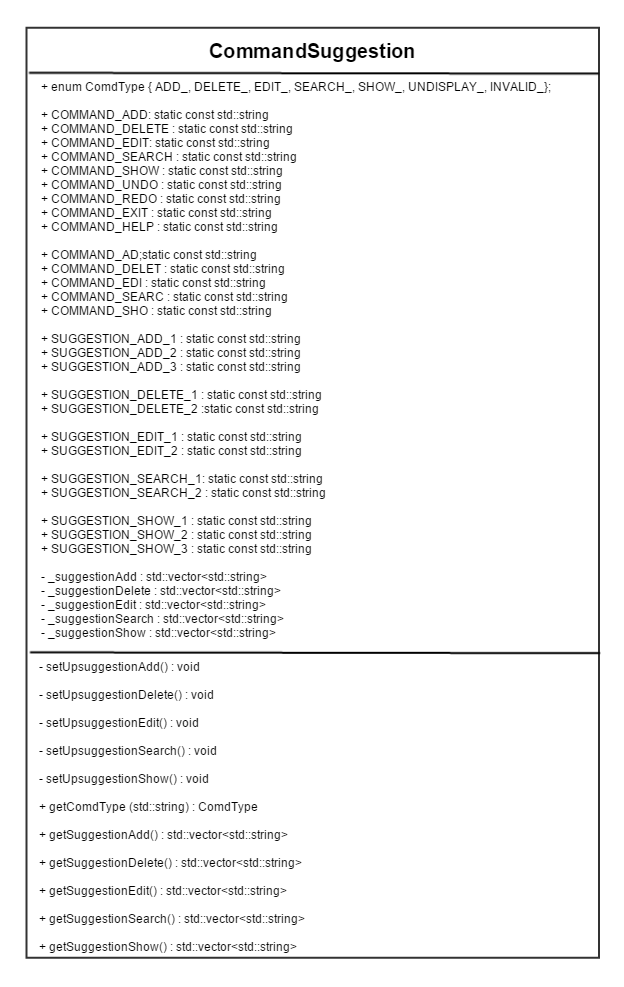 CommandSuggestion
+ enum ComdType { ADD_, DELETE_, EDIT_, SEARCH_, SHOW_, UNDISPLAY_, INVALID_};
+ COMMAND_ADD: static const std::string
+ COMMAND_DELETE : static const std::string
+ COMMAND_EDIT: static const std::string
+ COMMAND_SEARCH : static const std::string
+ COMMAND_SHOW : static const std::string
+ COMMAND_UNDO : static const std::string
+ COMMAND_REDO : static const std::string
+ COMMAND_EXIT : static const std::string
+ COMMAND_HELP : static const std::string
+ COMMAND_AD;static const std::string
+ COMMAND_DELET : static const std::string
+ COMMAND_EDI : static const std::string
+ COMMAND_SEARC : static const std::string
+ COMMAND_SHO : static const std::string
+ SUGGESTION_ADD_1 : static const std::string
+ SUGGESTION_ADD_2 : static const std::string
+ SUGGESTION_ADD_3 : static const std::string
+ SUGGESTION_DELETE_1 : static const std::string
+ SUGGESTION_DELETE_2 :static const std::string
+ SUGGESTION_EDIT_1 : static const std::string
+ SUGGESTION_EDIT_2 : static const std::string
+ SUGGESTION_SEARCH_1: static const std::string
+ SUGGESTION_SEARCH_2 : static const std::string
+ SUGGESTION_SHOW_1 : static const std::string
+ SUGGESTION_SHOW_2 : static const std::string
+ SUGGESTION_SHOW_3 : static const std::string
- _suggestionAdd : std::vector<std::string>
- _suggestionDelete : std::vector<std::string>
- _suggestionEdit : std::vector<std::string>
- _suggestionSearch : std::vector<std::string>
- _suggestionShow : std::vector<std::string>
- setUpsuggestionAdd() : void
- setUpsuggestionDelete() : void
- setUpsuggestionEdit() : void
- setUpsuggestionSearch() : void
- setUpsuggestionShow() : void
+ getComdType (std::string) : ComdType
+ getSuggestionAdd() : std::vector<std::string>
+ getSuggestionDelete() : std::vector<std::string>
+ getSuggestionEdit() : std::vector<std::string>
+ getSuggestionSearch() : std::vector<std::string>
+ getSuggestionShow() : std::vector<std::string>